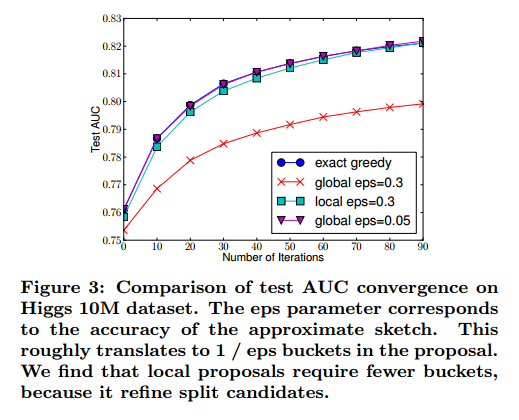 0.83
0.82
0.81
0.80
0.79
0.78
0.77
0.76
0.75
Test AUC
exact greedy
global eps=0.3
local eps=0.3
global eps=0.05
0 10 20 30 40 50 60 70 80 90
Number of Iterations
Figure 3: Comparison of test AUC convergence on
Higgs 10M dataset. The eps parameter corresponds
to the accuracy of the approximate sketch. This
roughly translates to 1 / eps buckets in the proposal.
We find that local proposals require fewer buckets,
because it refine split candidates.